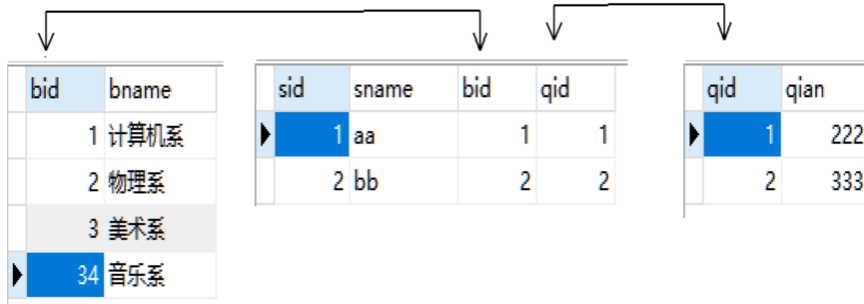 bid bname
1 计算机系
2 物理系
3 美术系
34 音乐系
sid sname bid qid
1 aa 1 1
2 bb 2 2
qid qian
1 222
2 333